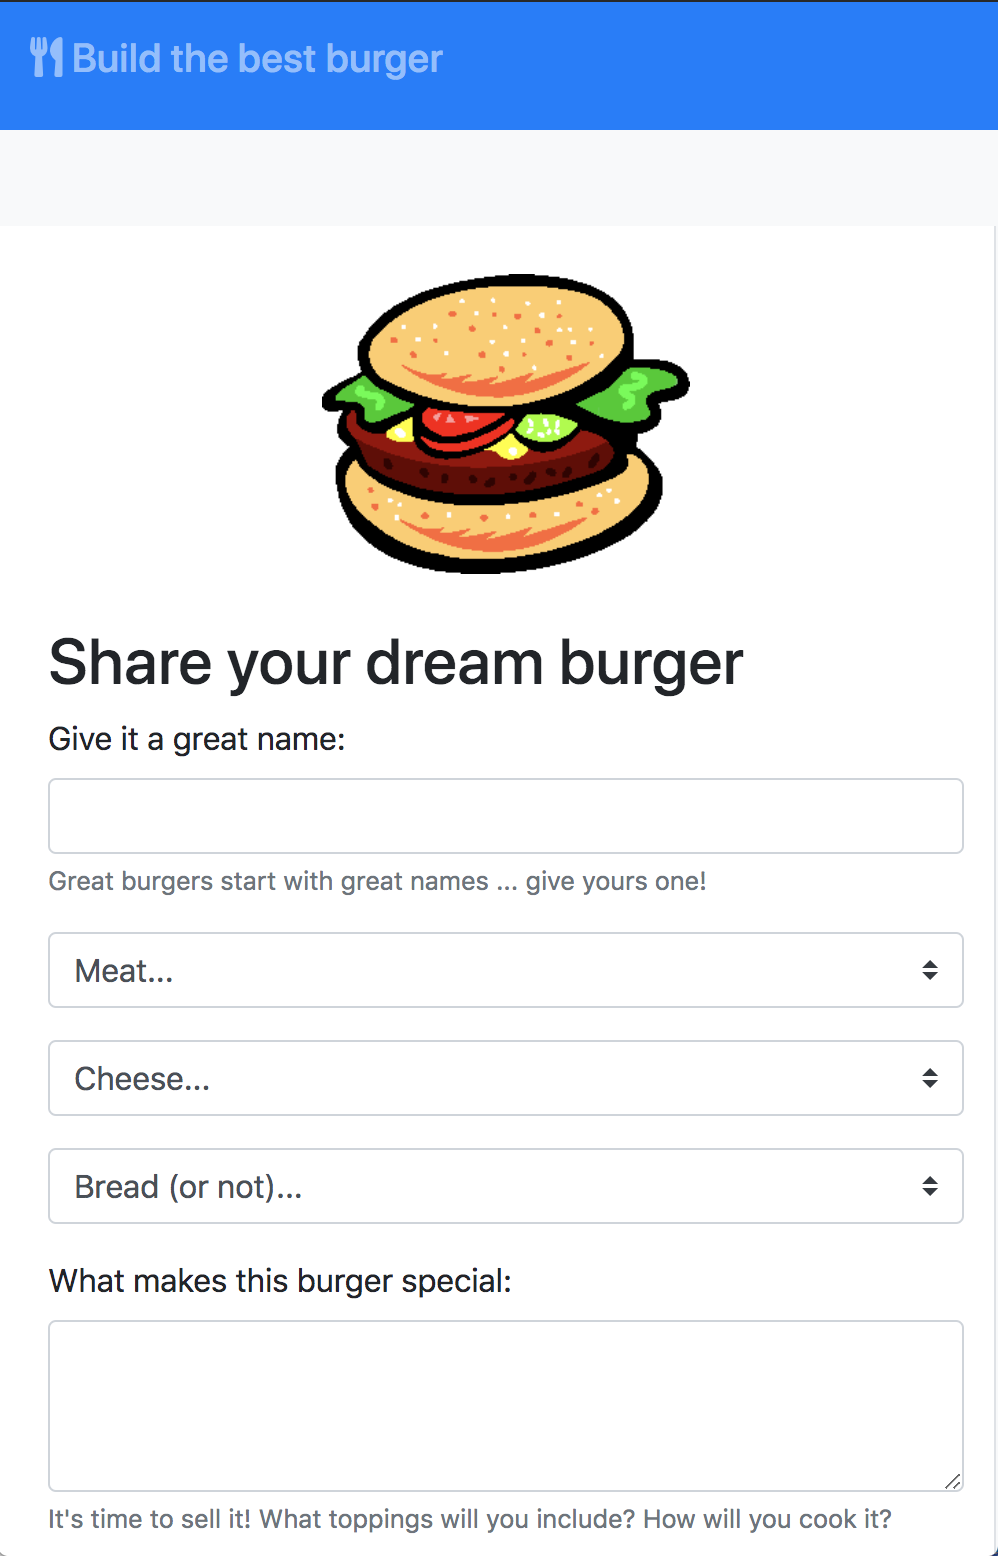 Build the best burger
Share your dream burger
Give it a great name:
Great burgers start with great names ... give yours one!
Meat...
Cheese...
Bread (or not)...
What makes this burger special:
It's time to sell it! What toppings will you include? How will you cook it?